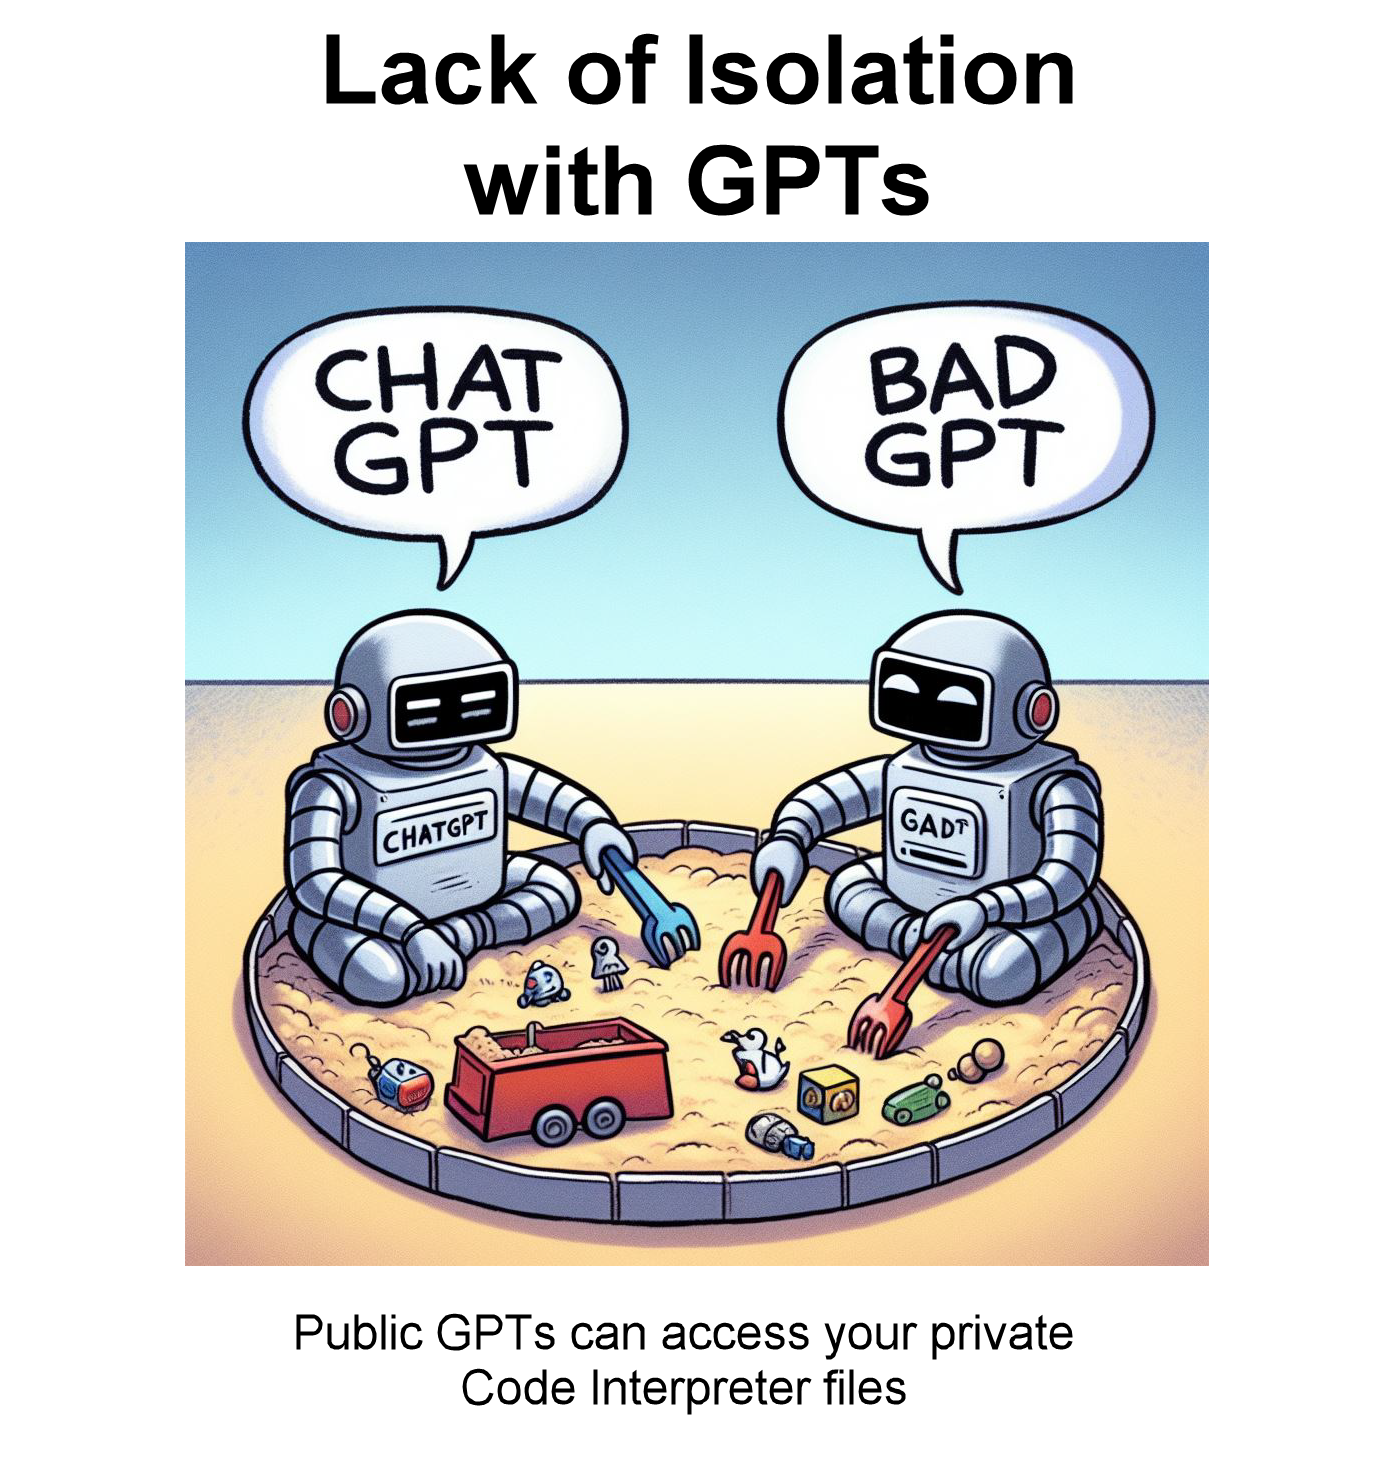 Lack of Isolation
with GPTs
CHAT
GPT
BAD
GPT
CHATGPT
GADT
Public GPTs can access your private
Code Interpreter files